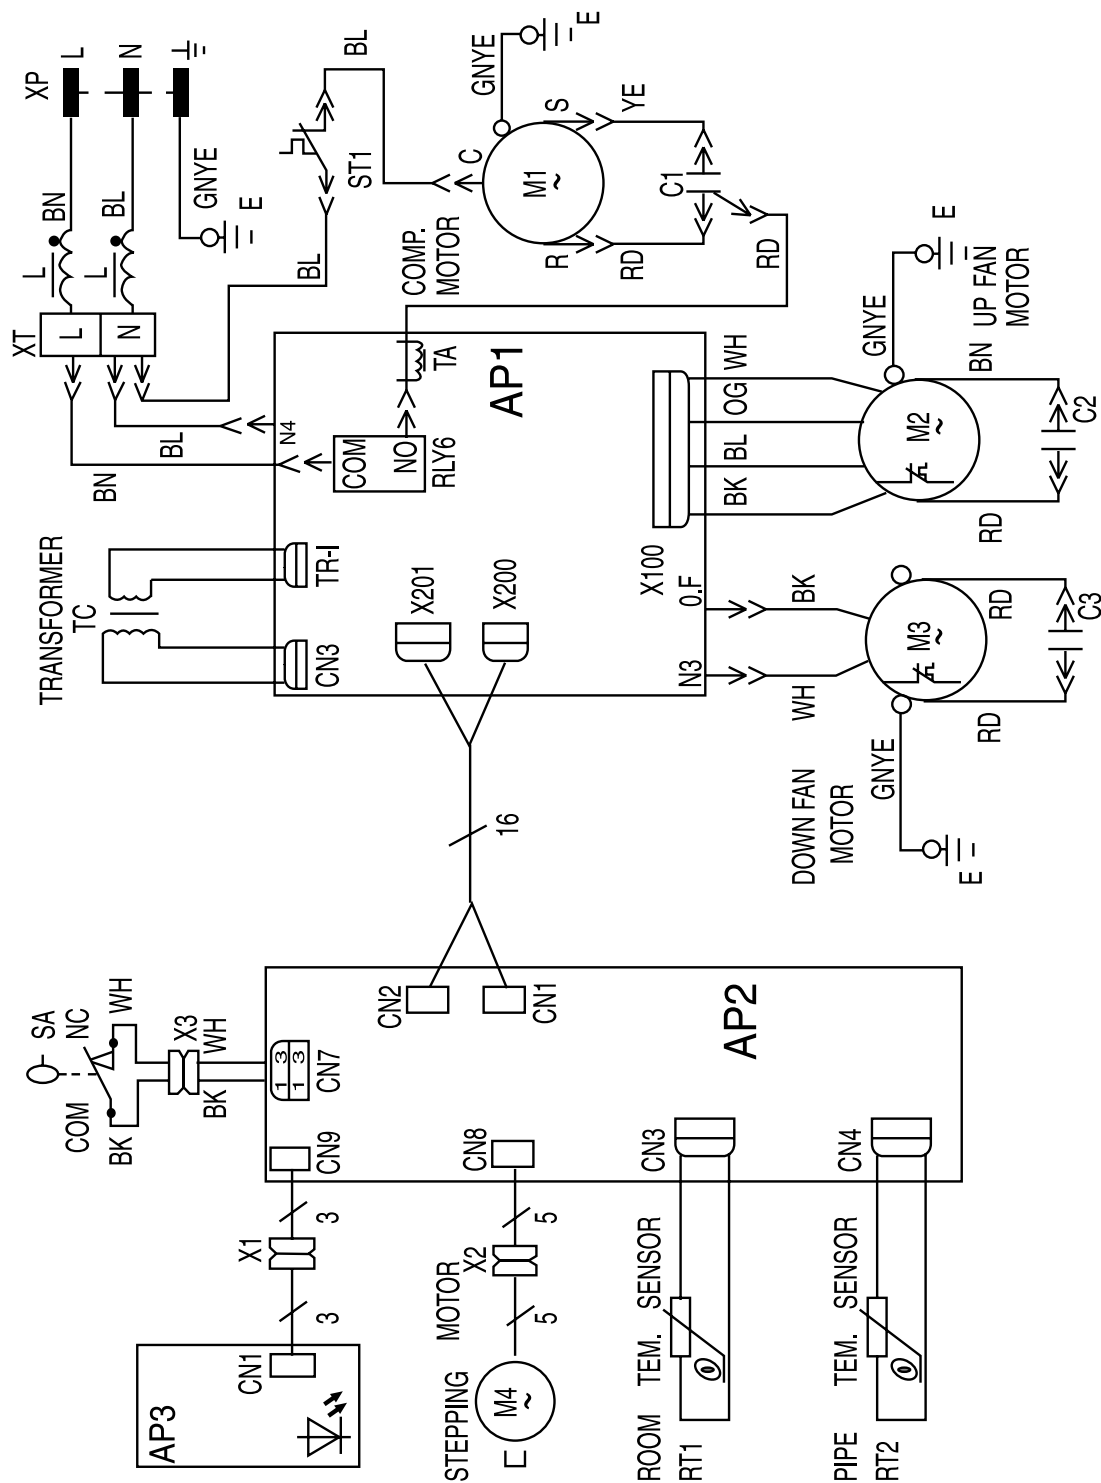 XP
L
N
BN
BL
GNYE
E
L
L
XT
L
N
BL
ST1
BL
GNYE
E
C
S
YE
M1
~
C1
R
RD
RD
COMP.
MOTOR
BN
BL
N4
COM
NO
RLY6
TA
AP1
TRANSFORMER
TC
TR-I
CN3
X201
X200
X100
WH
OG
BL
BK
O.F
N3
BK
WH
GNYE
E
UP FAN
MOTOR
BN
M2
~
C2
RD
M3
~
RD
C3
RD
GNYE
E
DOWN FAN
MOTOR
16
CN2
CN1
AP2
SA
NC
WH
COM
BK
X3
WH
BK
1 3
1 3
CN7
CN9
3
X1
3
CN1
AP3
CN8
5
X2
5
STEPPING MOTOR
M4
~
CN3
ROOM TEM. SENSOR
RT1
CN4
PIPE TEM. SENSOR
RT2